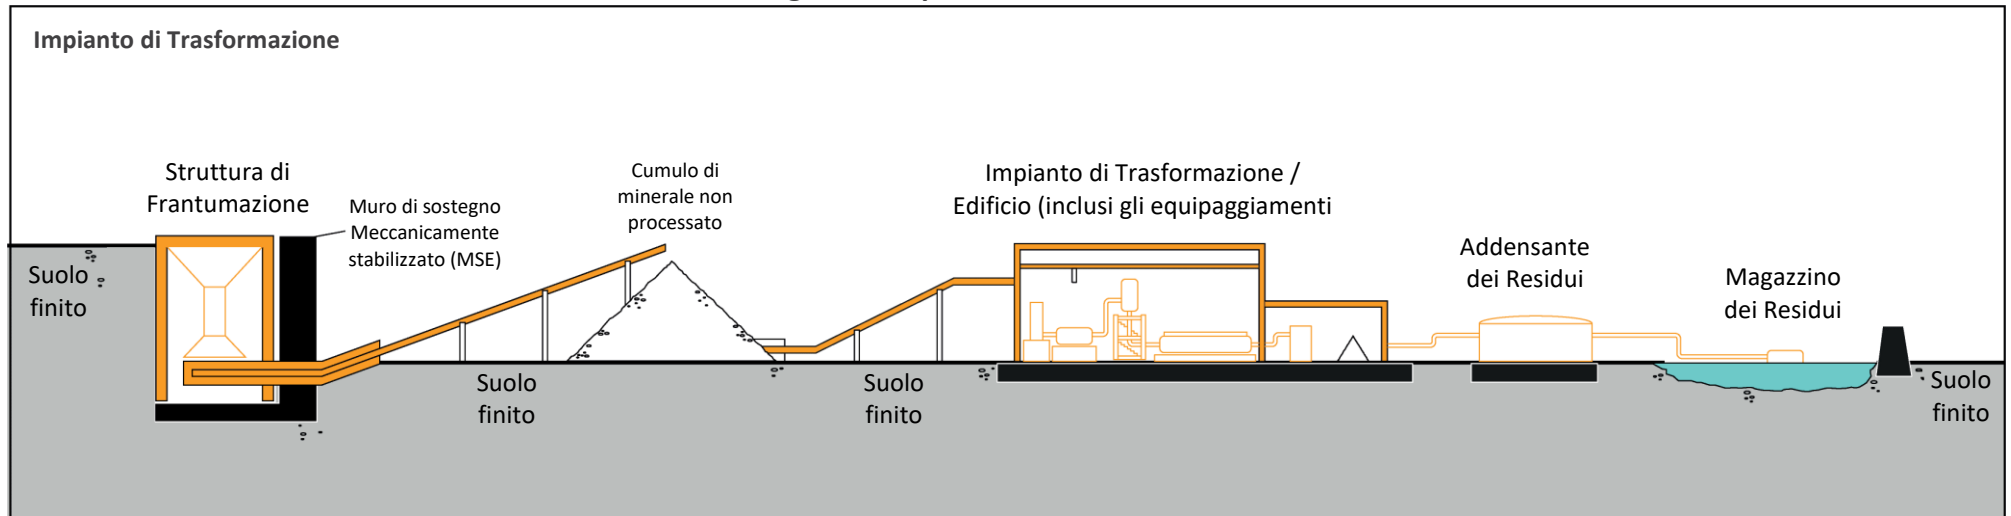 Impianto di Trasformazione
Struttura di
Frantumazione
Muro di sostegno
Meccanicamente
stabilizzato (MSE)
Cumulo di
minerale non
processato
Impianto di Trasformazione /
Edificio (inclusi gli equipaggiamenti
Addensante
dei Residui
Magazzino
dei Residui
Suolo
finito
Suolo
finito
Suolo
finito
Suolo
finito